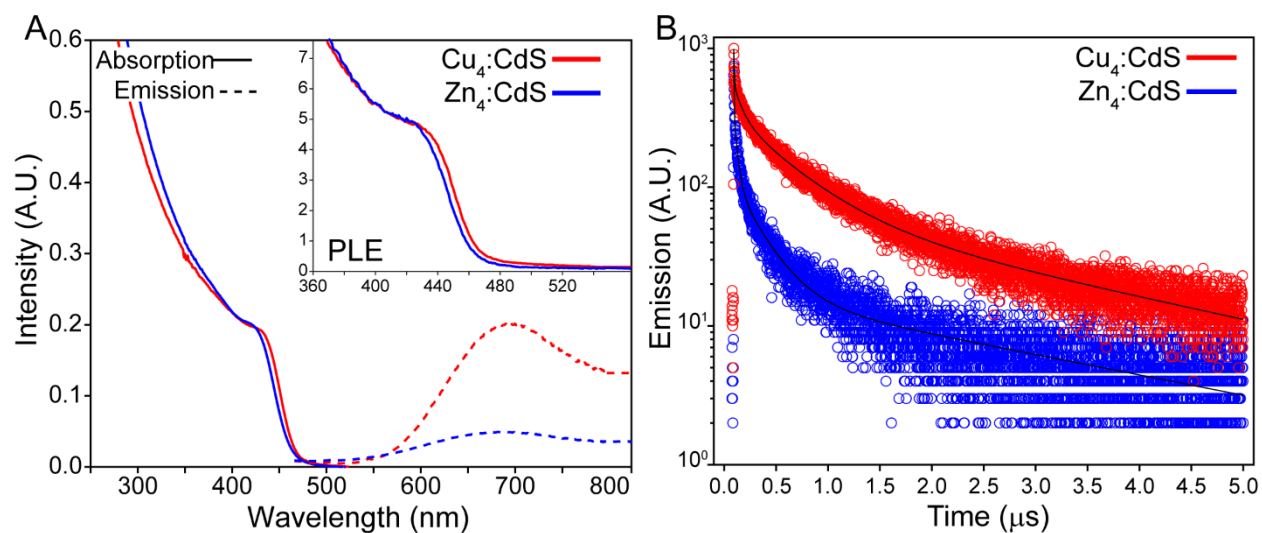 A
Absorption
Emission
Cu₄:CdS
Zn₄:CdS
Intensity (A.U.)
0.6
0.5
0.4
0.3
0.2
0.1
0.0
300 400 500 600 700 800
Wavelength (nm)
7
6
5
4
3
2
1
0
PLE
360 400 440 480 520
B
Cu₄:CdS
Zn₄:CdS
Emission (A.U.)
10³
10²
10¹
10⁰
0.0 0.5 1.0 1.5 2.0 2.5 3.0 3.5 4.0 4.5 5.0
Time (μs)